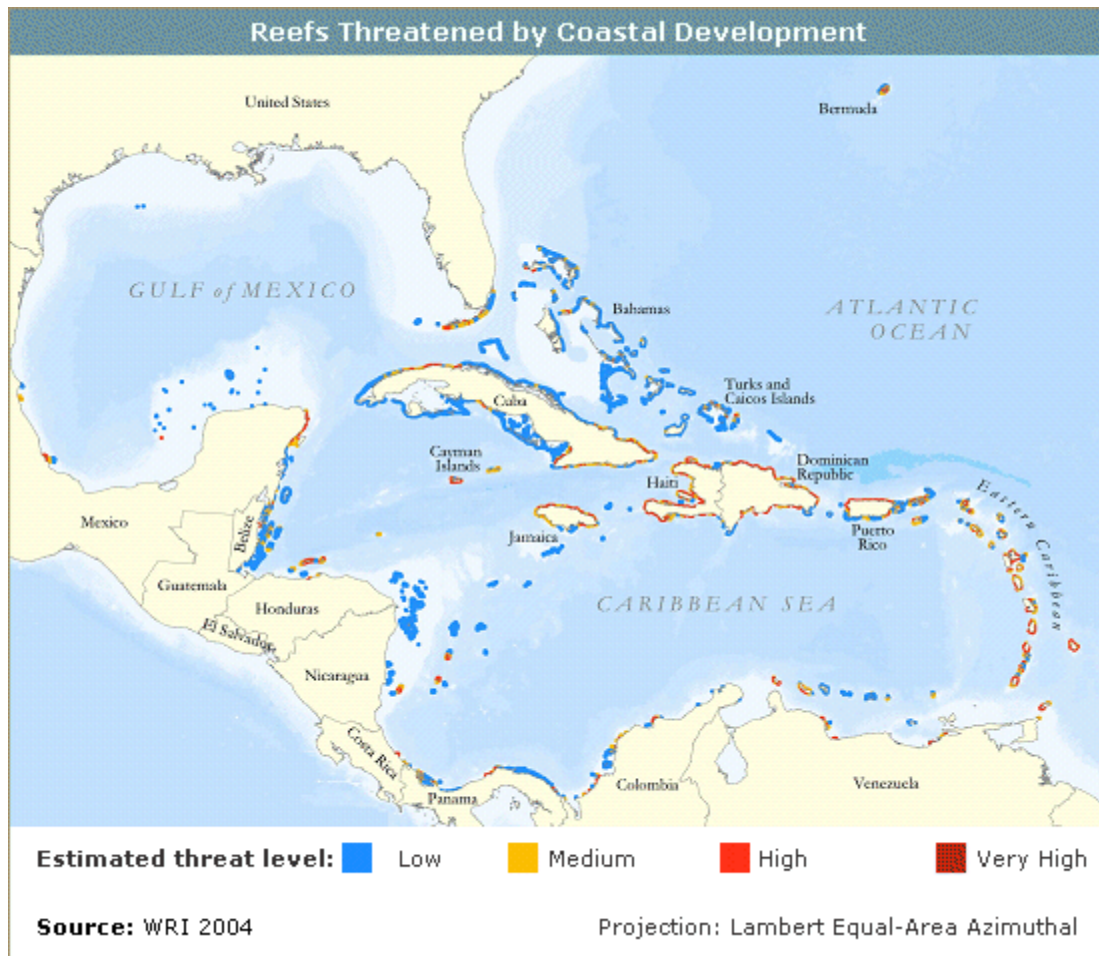 Reefs Threatened by Coastal Development
United States
Bermuda
GULF of MEXICO
ATLANTIC
OCEAN
Bahamas
Turks and
Caicos Islands
Cuba
Cayman
Islands
Dominican
Republic
Haiti
Eastern Caribbean
Mexico
Belize
Jamaica
Puerto
Rico
Guatemala
Honduras
CARIBBEAN SEA
El Salvador
Nicaragua
Costa Rica
Panama
Colombia
Venezuela
Estimated threat level: Low Medium High Very High
Source: WRI 2004 Projection: Lambert Equal-Area Azimuthal